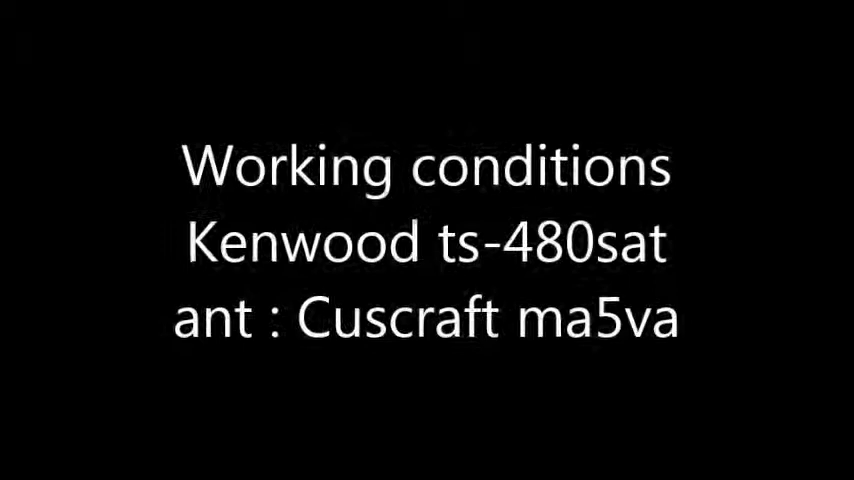 Working conditions
Kenwood ts-480sat
ant : Cuscraft ma5va